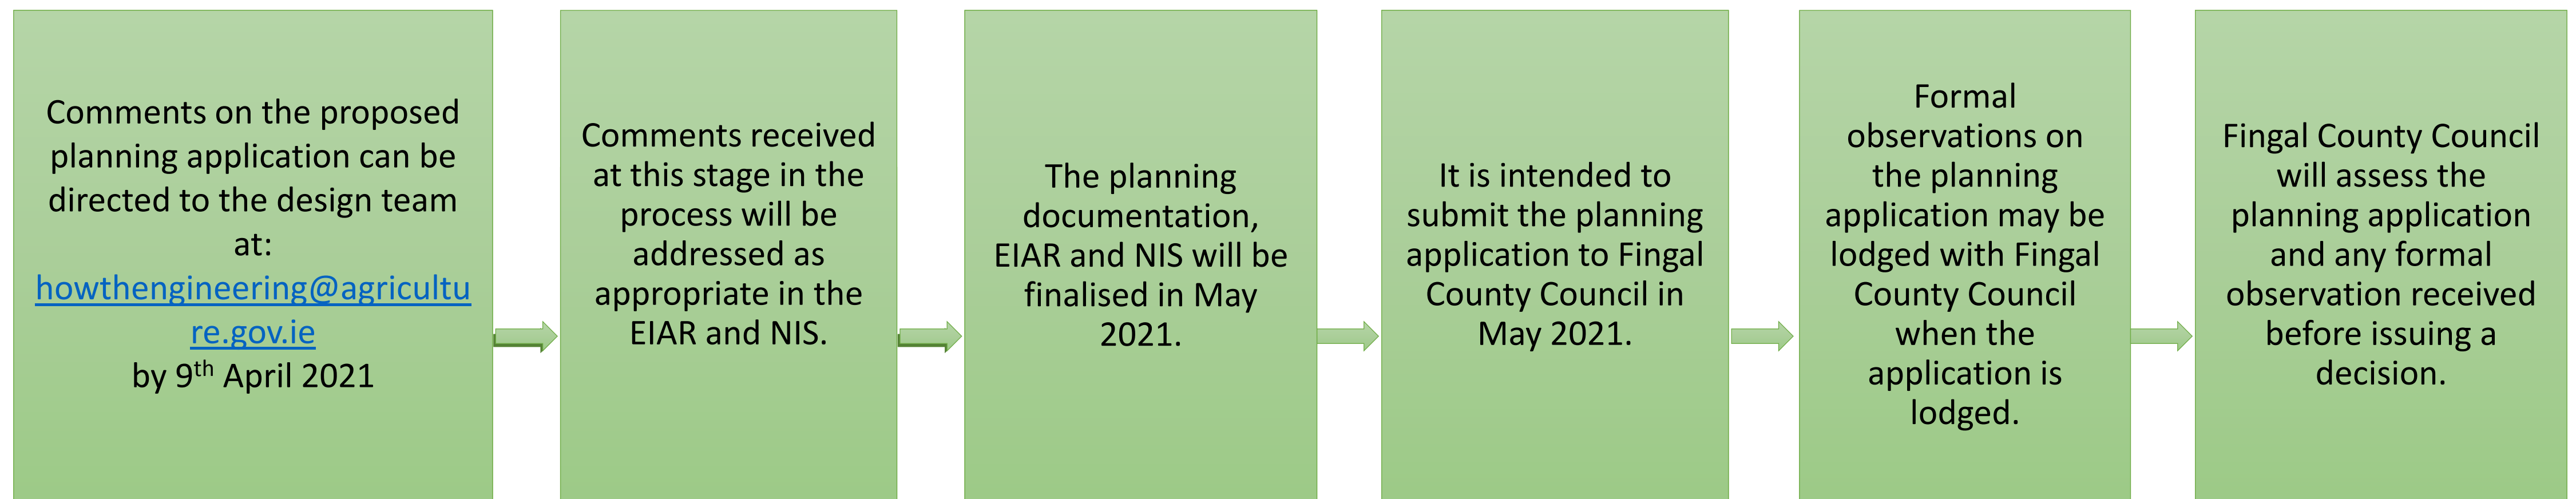 Comments on the proposed
planning application can be
directed to the design team
at:
howthengineering@agricultu
re.gov.ie
by 9th April 2021
Comments received
at this stage in the
process will be
addressed as
appropriate in the
EIAR and NIS.
The planning
documentation,
EIAR and NIS will be
finalised in May
2021.
It is intended to
submit the planning
application to Fingal
County Council in
May 2021.
Formal
observations on
the planning
application may be
lodged with Fingal
County Council
when the
application is
lodged.
Fingal County Council
will assess the
planning application
and any formal
observation received
before issuing a
decision.